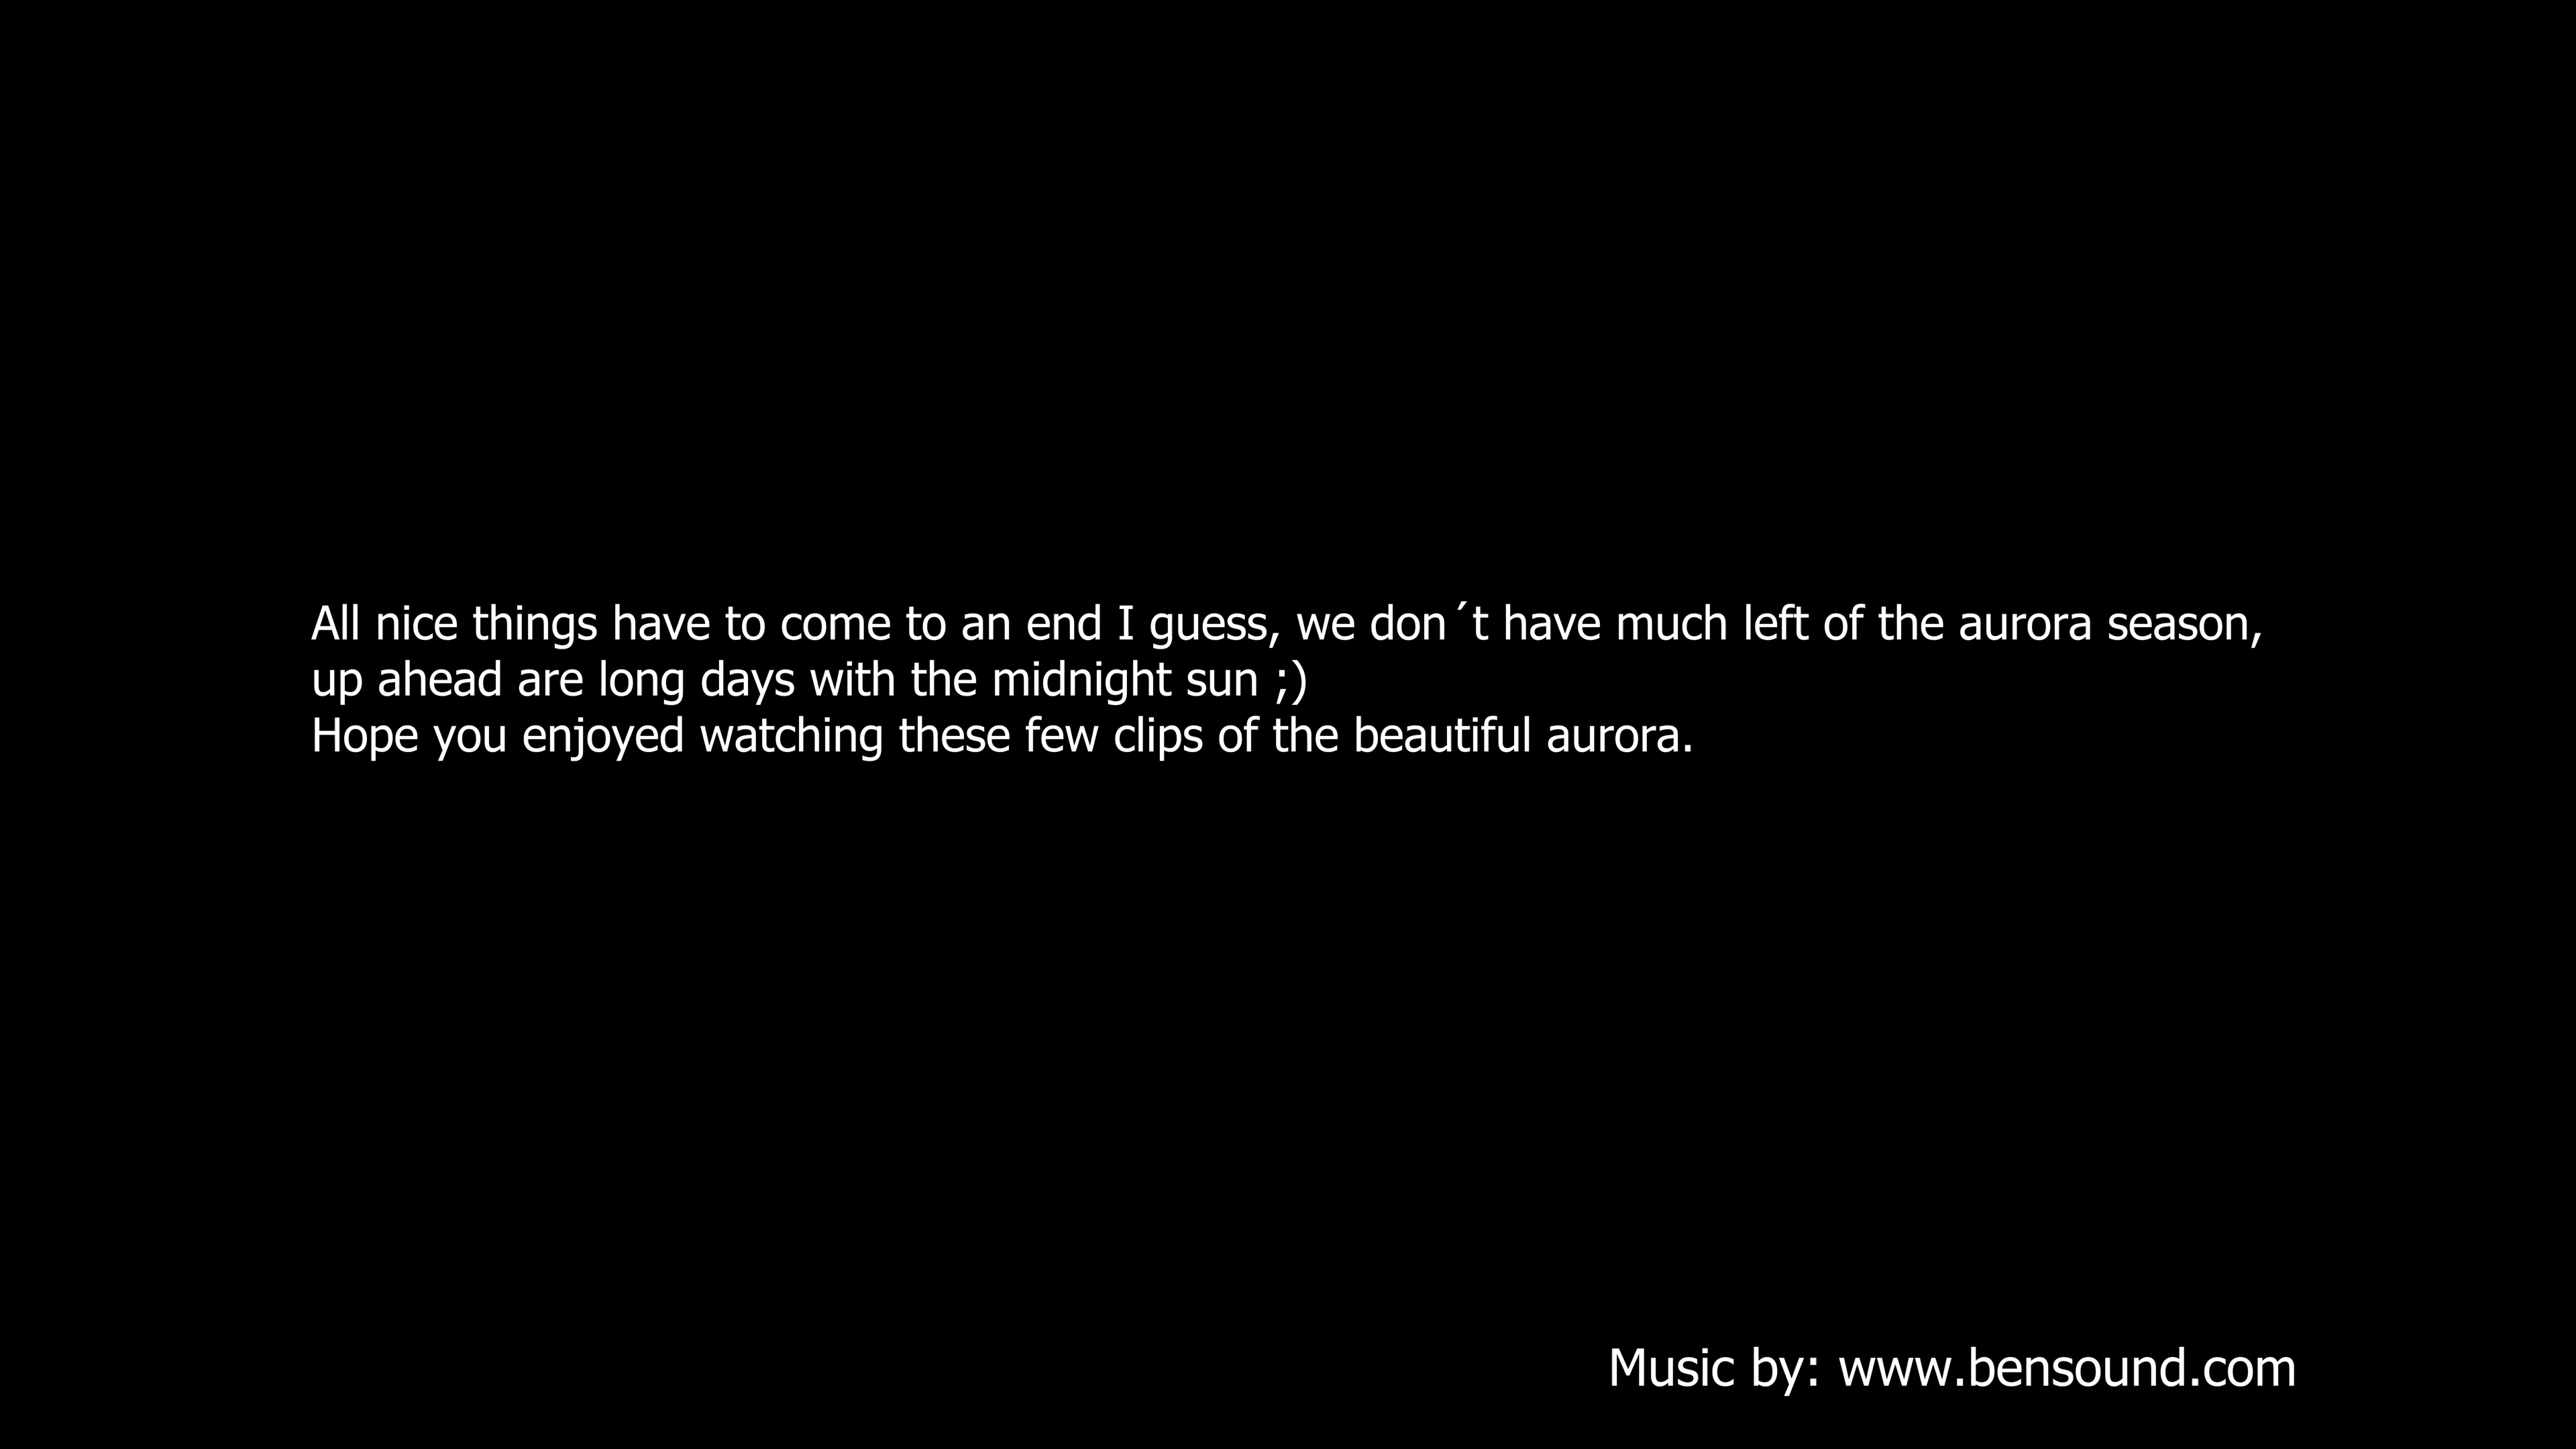 All nice things have to come to an end I guess, we don´t have much left of the aurora season,
up ahead are long days with the midnight sun ;)
Hope you enjoyed watching these few clips of the beautiful aurora.
Music by: www.bensound.com